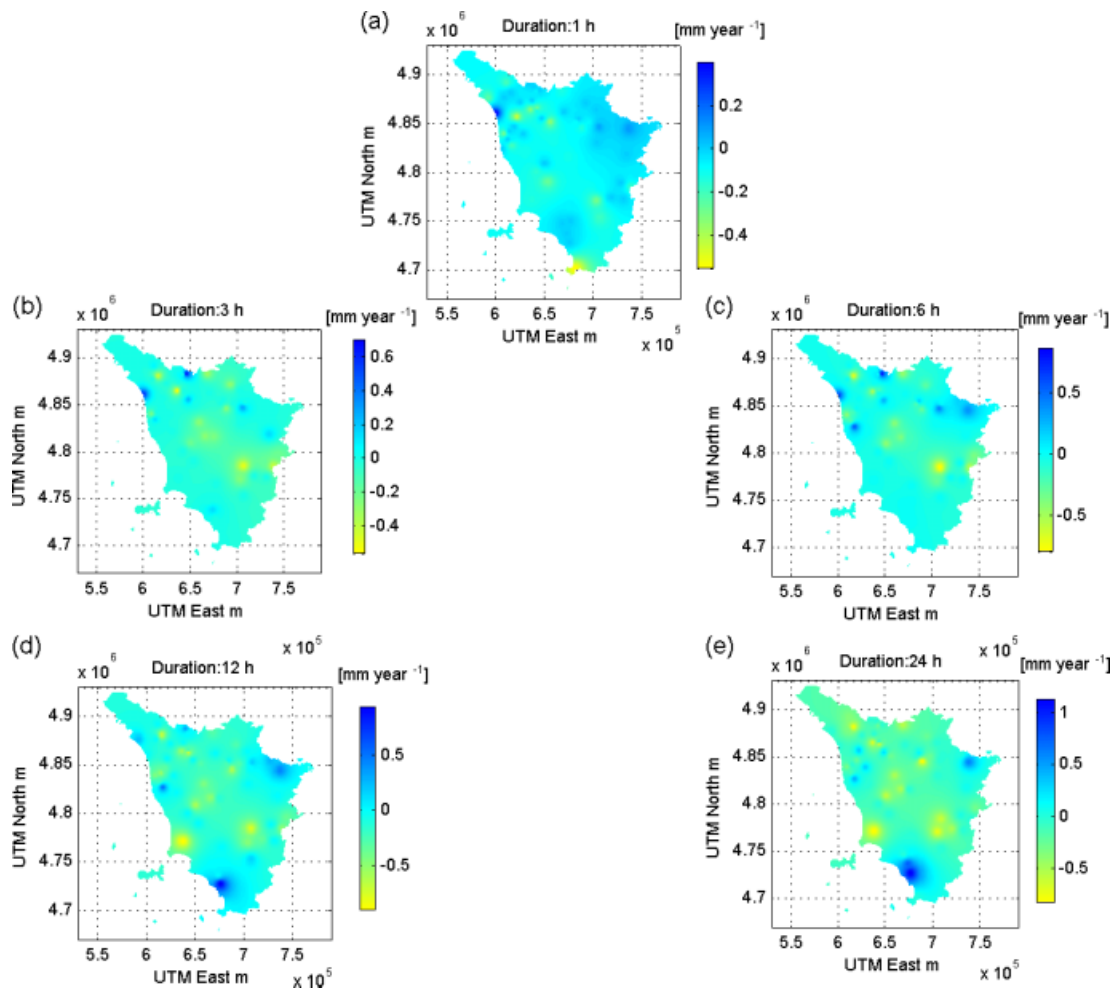 (a)
x 10 6
Duration:1 h
[mm year -1]
4.9
4.85
4.8
4.75
4.7
UTM North m
5.5 6 6.5 7 7.5
UTM East m
x 10 5
0.2
0
-0.2
-0.4
(b)
x 10 6
Duration:3 h
[mm year -1]
4.9
4.85
4.8
4.75
4.7
UTM North m
5.5 6 6.5 7 7.5
UTM East m
x 10 5
0.6
0.4
0.2
0
-0.2
-0.4
(c)
x 10 6
Duration:6 h
[mm year -1]
4.9
4.85
4.8
4.75
4.7
UTM North m
5.5 6 6.5 7 7.5
UTM East m
x 10 5
0.5
0
-0.5
(d)
x 10 6
Duration:12 h
[mm year -1]
4.9
4.85
4.8
4.75
4.7
UTM North m
5.5 6 6.5 7 7.5
UTM East m
x 10 5
0.5
0
-0.5
(e)
x 10 6
Duration:24 h
[mm year -1]
4.9
4.85
4.8
4.75
4.7
UTM North m
5.5 6 6.5 7 7.5
UTM East m
x 10 5
1
0.5
0
-0.5